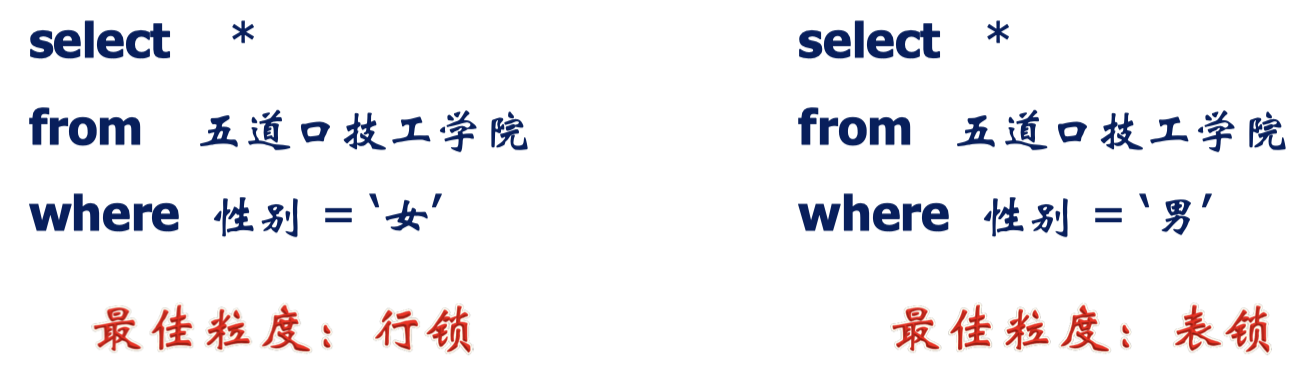 select *
from 五道口技工学院
where 性别 = ‘女’
最佳粒度：行锁
select *
from 五道口技工学院
where 性别 = ‘男’
最佳粒度：表锁